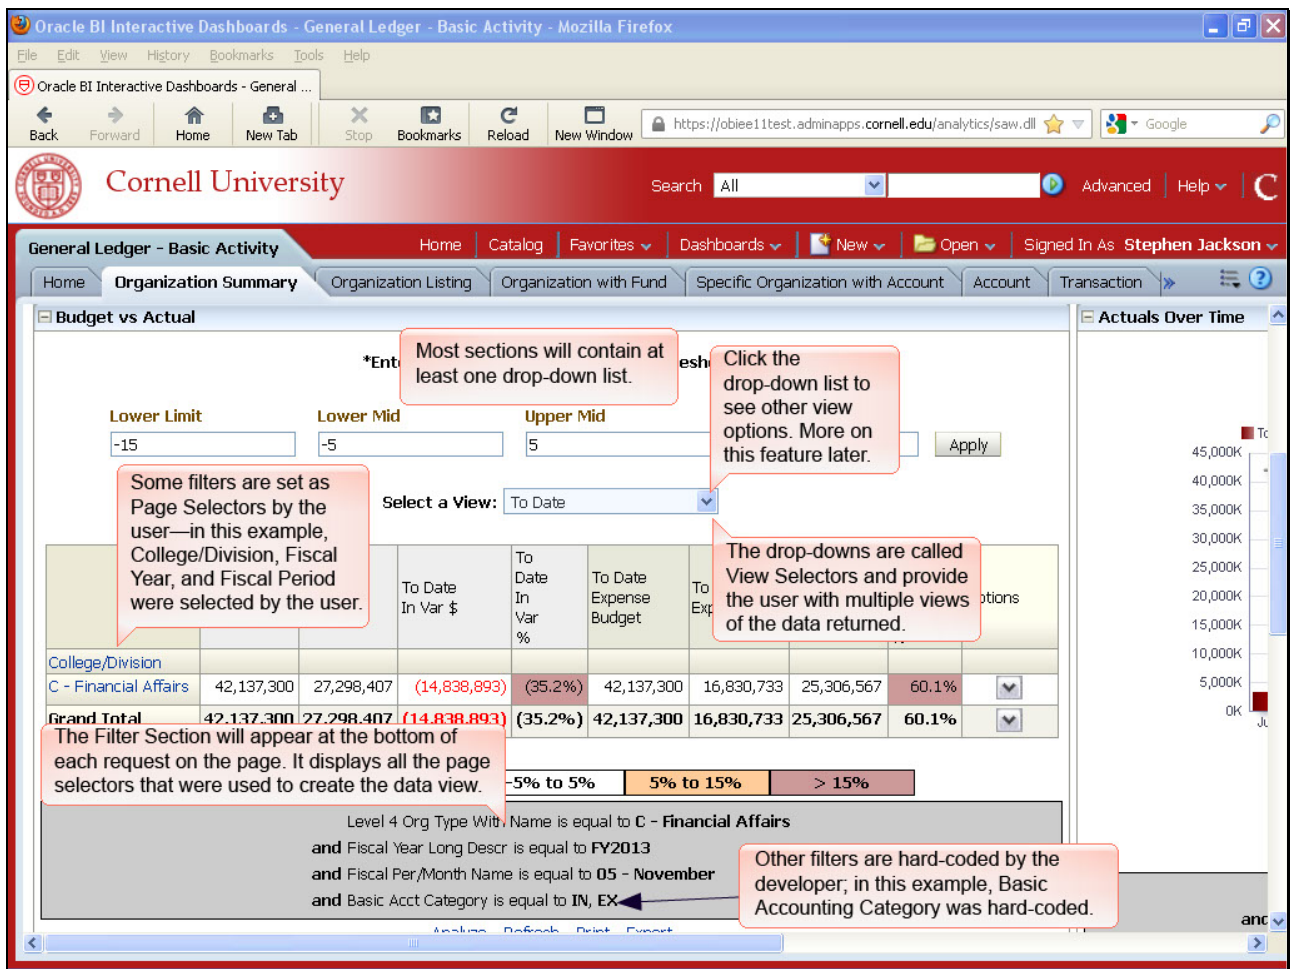 Oracle BI Interactive Dashboards - General Ledger - Basic Activity - Mozilla Firefox
File Edit View History Bookmarks Tools Help
Oracle BI Interactive Dashboards - General ...
Back Forward Home New Tab Stop Bookmarks Reload New Window https://obiee11test.adminapps.cornell.edu/analytics/saw.dll Google
Cornell University
Search All Advanced Help C
General Ledger - Basic Activity Home Catalog Favorites Dashboards New Open Signed In As Stephen Jackson
Home Organization Summary Organization Listing Organization with Fund Specific Organization with Account Account Transaction
Budget vs Actual
Actuals Over Time
Most sections will contain at
least one drop-down list.
Click the
drop-down list to
see other view
options. More on
this feature later.
Lower Limit Lower Mid Upper Mid
-15 -5 5 Apply
Some filters are set as
Page Selectors by the
user—in this example,
College/Division, Fiscal
Year, and Fiscal Period
were selected by the user.
Select a View: To Date
The drop-downs are called
View Selectors and provide
the user with multiple views
of the data returned.
To Date
In Var $
To
Date
In
Var
%
To Date
Expense
Budget
College/Division
C - Financial Affairs 42,137,300 27,298,407 (14,838,893) (35.2%) 42,137,300 16,830,733 25,306,567 60.1%
Grand Total 42,137,300 27,298,407 (14,838,893) (35.2%) 42,137,300 16,830,733 25,306,567 60.1%
The Filter Section will appear at the bottom of
each request on the page. It displays all the page
selectors that were used to create the data view.
-5% to 5% 5% to 15% > 15%
Level 4 Org Type With Name is equal to C - Financial Affairs
and Fiscal Year Long Descr is equal to FY2013
and Fiscal Per/Month Name is equal to 05 - November
and Basic Acct Category is equal to IN, EX
Other filters are hard-coded by the
developer; in this example, Basic
Accounting Category was hard-coded.
Analyze Refresh Print Export
45,000K
40,000K
35,000K
30,000K
25,000K
20,000K
15,000K
10,000K
5,000K
0K
and